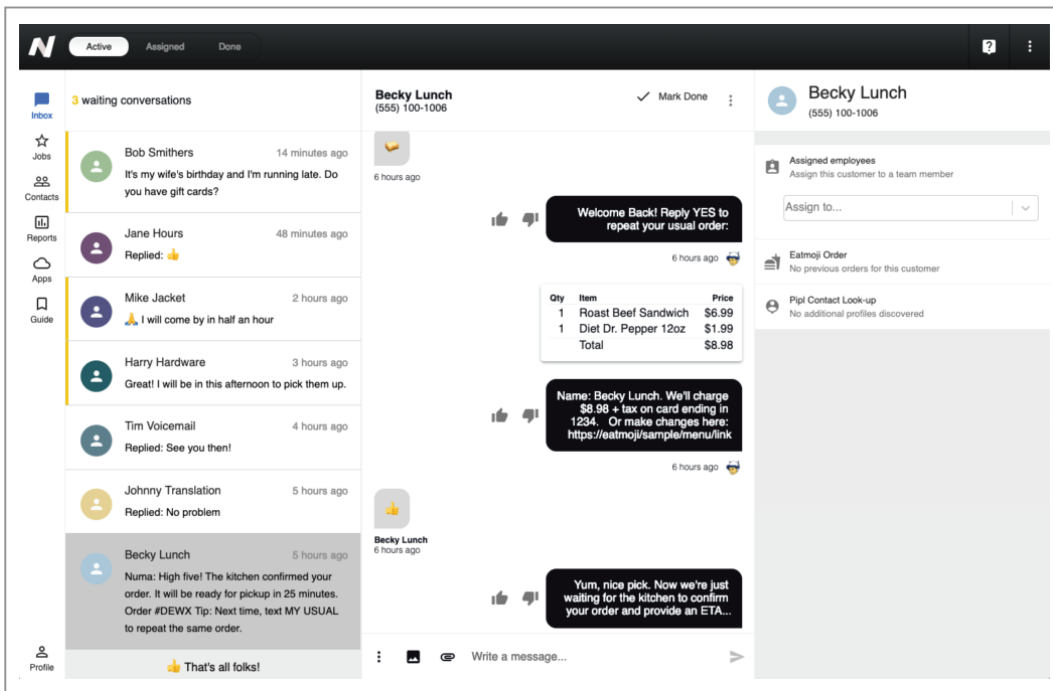 Active Assigned Done
Inbox
Jobs
Contacts
Reports
Apps
Guide
Profile
3 waiting conversations
Bob Smithers 14 minutes ago
It's my wife's birthday and I'm running late. Do
you have gift cards?
Jane Hours 48 minutes ago
Replied: 👍
Mike Jacket 2 hours ago
🙏 I will come by in half an hour
Harry Hardware 3 hours ago
Great! I will be in this afternoon to pick them up.
Tim Voicemail 4 hours ago
Replied: See you then!
Johnny Translation 5 hours ago
Replied: No problem
Becky Lunch 5 hours ago
Numa: High five! The kitchen confirmed your
order. It will be ready for pickup in 25 minutes.
Order #DEWX Tip: Next time, text MY USUAL
to repeat the same order.
👍 That's all folks!
Becky Lunch
(555) 100-1006
Mark Done
6 hours ago
Welcome Back! Reply YES to
repeat your usual order:
6 hours ago
Qty Item Price
1 Roast Beef Sandwich $6.99
1 Diet Dr. Pepper 12oz $1.99
Total $8.98
Name: Becky Lunch. We'll charge
$8.98 + tax on card ending in
1234. Or make changes here:
https://eatmoji/sample/menu/link
6 hours ago
👍
Becky Lunch
6 hours ago
Yum, nice pick. Now we're just
waiting for the kitchen to confirm
your order and provide an ETA...
Write a message...
Becky Lunch
(555) 100-1006
Assigned employees
Assign this customer to a team member
Assign to...
Eatmoji Order
No previous orders for this customer
Pipl Contact Look-up
No additional profiles discovered